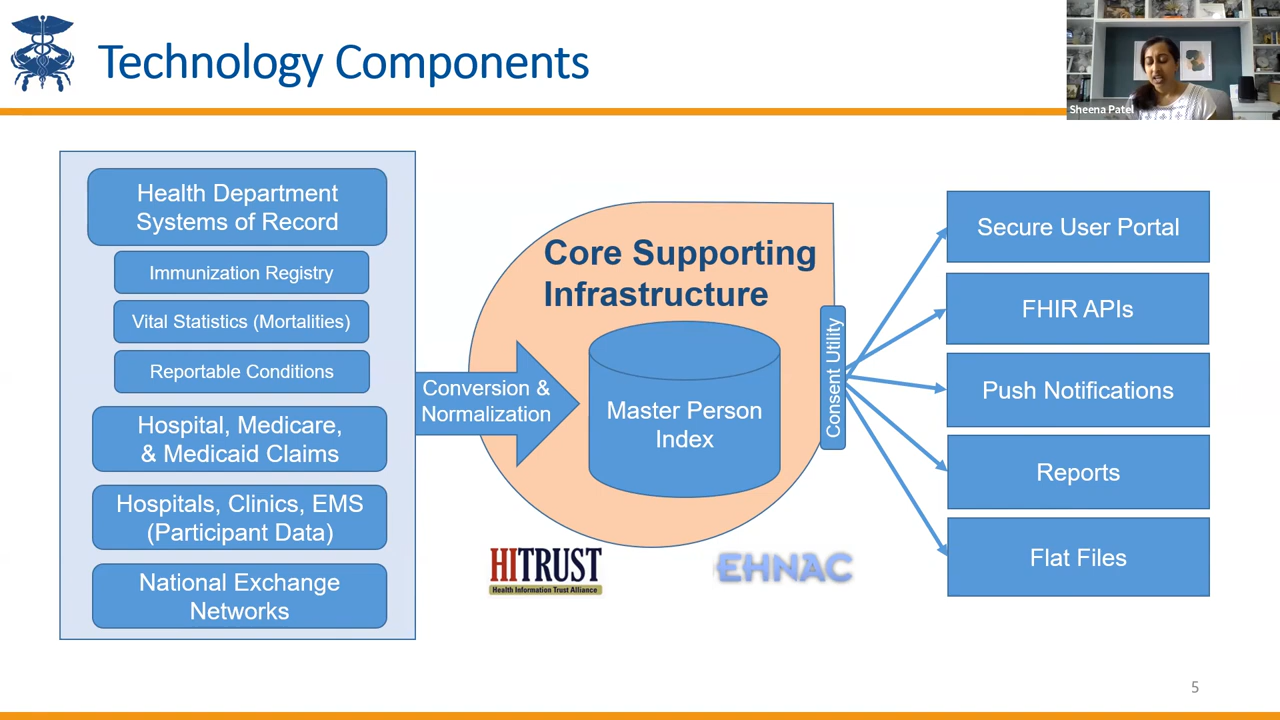 Technology Components
Sheena Patel
Health Department
Systems of Record
Immunization Registry
Vital Statistics (Mortalities)
Reportable Conditions
Hospital, Medicare,
& Medicaid Claims
Hospitals, Clinics, EMS
(Participant Data)
National Exchange
Networks
Conversion &
Normalization
Core Supporting
Infrastructure
Master Person
Index
Consent Utility
HITRUST
Health Information Trust Alliance
EHNAC
Secure User Portal
FHIR APIs
Push Notifications
Reports
Flat Files
5